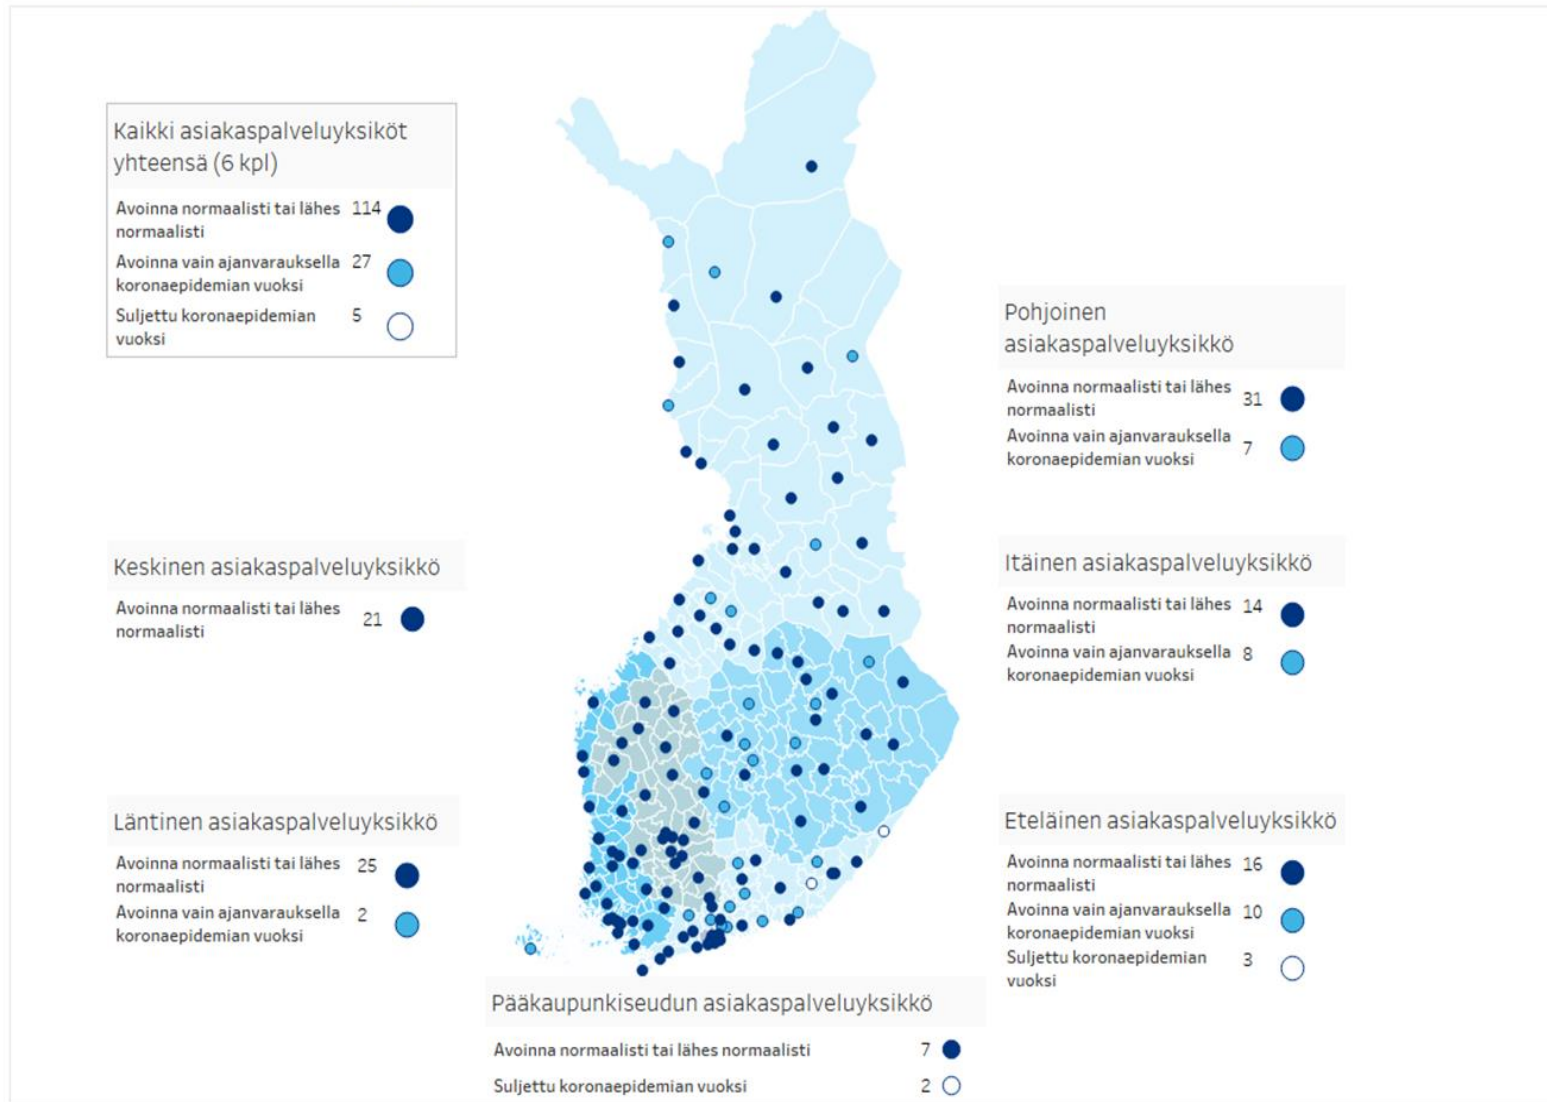 Kaikki asiakaspalveluyksiköt
yhteensä (6 kpl)
Avoinna normaalisti tai lähes 114
normaalisti
Avoinna vain ajanvarauksella 27
koronaepidemian vuoksi
Suljettu koronaepidemian 5
vuoksi
Pohjoinen
asiakaspalveluyksikkö
Avoinna normaalisti tai lähes 31
normaalisti
Avoinna vain ajanvarauksella 7
koronaepidemian vuoksi
Keskinen asiakaspalveluyksikkö
Avoinna normaalisti tai lähes 21
normaalisti
Itäinen asiakaspalveluyksikkö
Avoinna normaalisti tai lähes 14
normaalisti
Avoinna vain ajanvarauksella 8
koronaepidemian vuoksi
Läntinen asiakaspalveluyksikkö
Avoinna normaalisti tai lähes 25
normaalisti
Avoinna vain ajanvarauksella 2
koronaepidemian vuoksi
Eteläinen asiakaspalveluyksikkö
Avoinna normaalisti tai lähes 16
normaalisti
Avoinna vain ajanvarauksella 10
koronaepidemian vuoksi
Suljettu koronaepidemian 3
vuoksi
Pääkaupunkiseudun asiakaspalveluyksikkö
Avoinna normaalisti tai lähes normaalisti 7
Suljettu koronaepidemian vuoksi 2